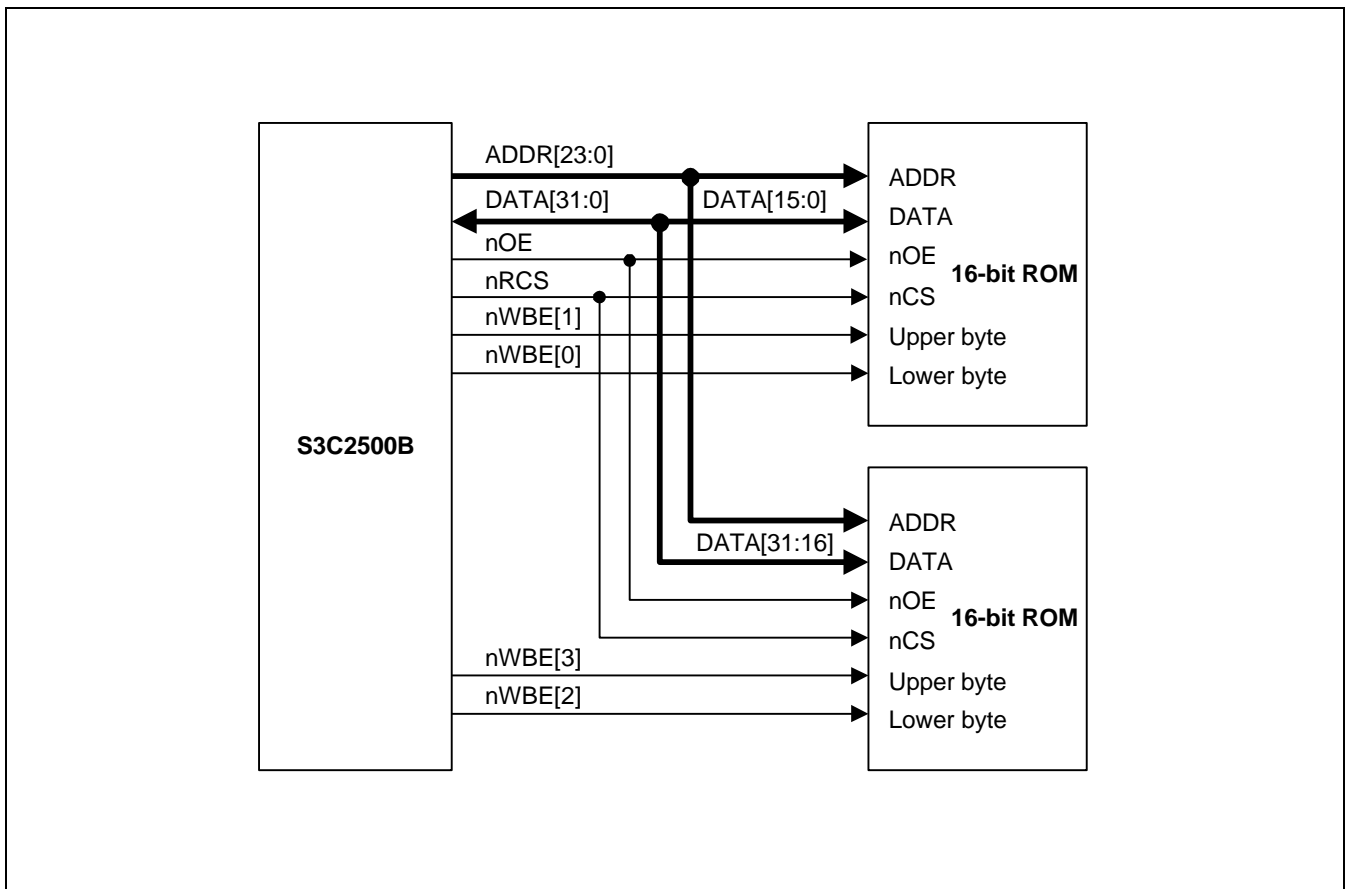 ADDR[23:0]
ADDR
DATA[31:0]
DATA[15:0]
DATA
nOE
nOE
16-bit ROM
nRCS
nCS
nWBE[1]
Upper byte
nWBE[0]
Lower byte
S3C2500B
ADDR
DATA[31:16]
DATA
nOE
16-bit ROM
nCS
nWBE[3]
Upper byte
nWBE[2]
Lower byte